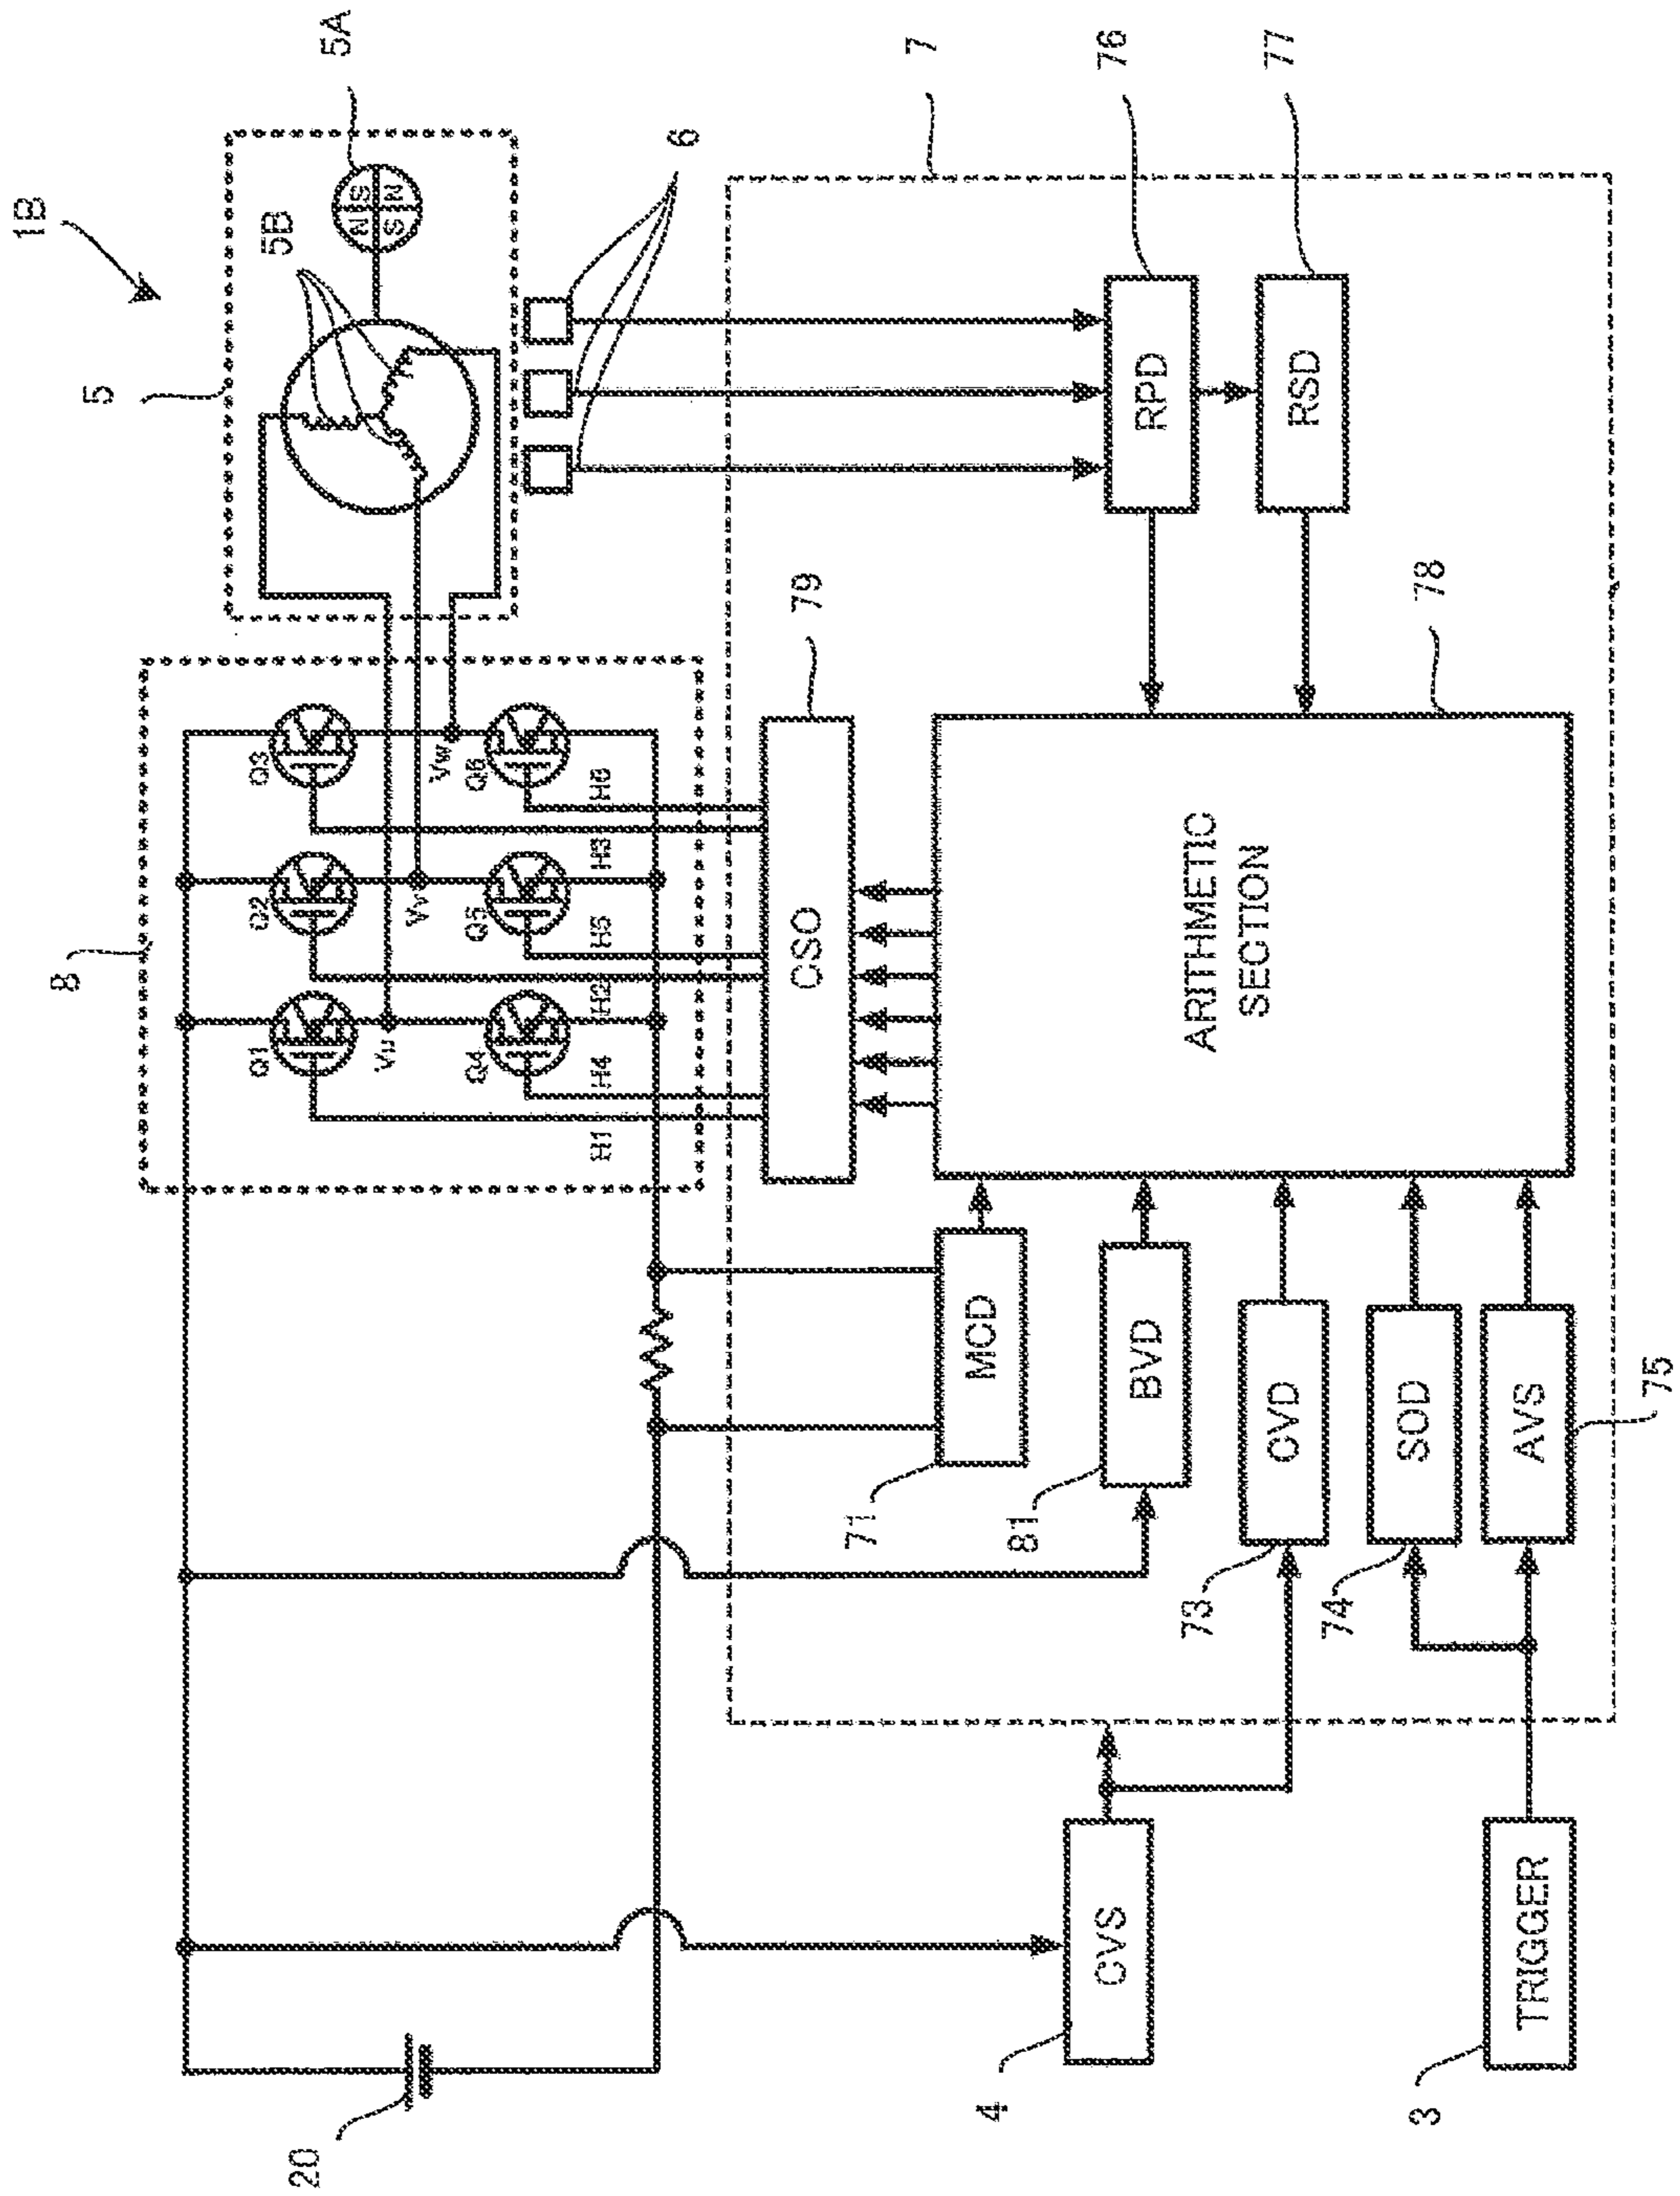 1B
8
5
Q1
Q2
Q3
5B
20
5A
N S
S N
Vu
Vv
Vw
Q4
Q5
Q6
H1
H4
H2
H5
H3
H6
6
79
CSO
71
7
MCD
4
81
CVS
BVD
76
RPD
ARITHMETIC
SECTION
73
CVD
77
RSD
74
SOD
78
3
TRIGGER
AVS
75